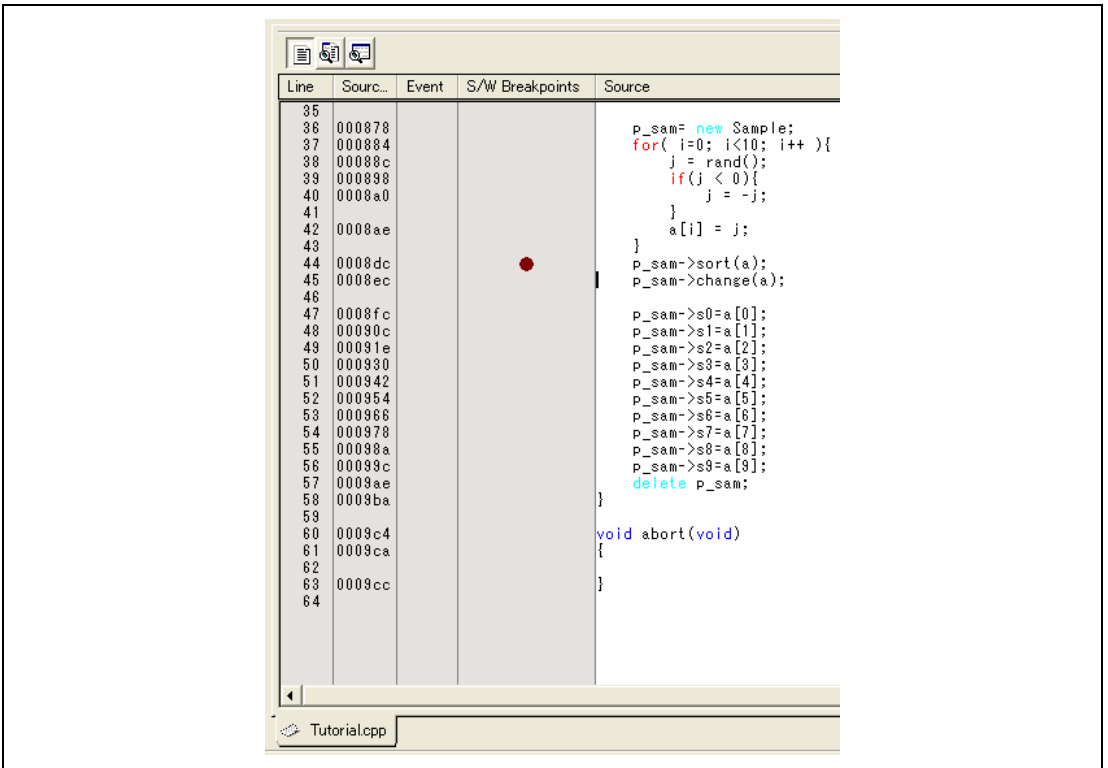 Line Sourc... Event S/W Breakpoints Source
35
36 000878 p_sam= new Sample;
37 000884 for( i=0; i<10; i++ ){
38 00088c j = rand();
39 000898 if(j < 0){
40 0008a0 j = -j;
41 }
42 0008ae a[i] = j;
43 }
44 0008dc p_sam->sort(a);
45 0008ec p_sam->change(a);
46
47 0008fc p_sam->s0=a[0];
48 00090c p_sam->s1=a[1];
49 00091e p_sam->s2=a[2];
50 000930 p_sam->s3=a[3];
51 000942 p_sam->s4=a[4];
52 000954 p_sam->s5=a[5];
53 000966 p_sam->s6=a[6];
54 000978 p_sam->s7=a[7];
55 00098a p_sam->s8=a[8];
56 00099c p_sam->s9=a[9];
57 0009ae delete p_sam;
58 0009ba }
59
60 0009c4 void abort(void)
61 0009ca {
62
63 0009cc }
64
Tutorial.cpp